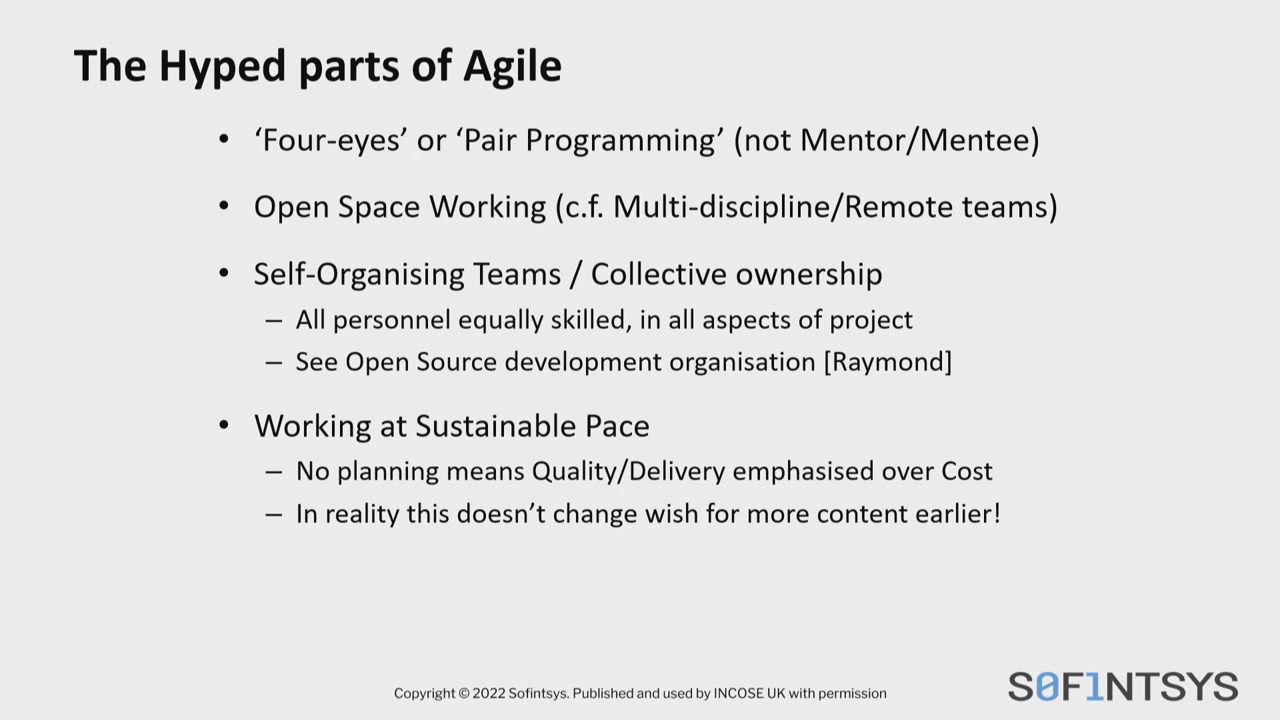 The Hyped parts of Agile
• ‘Four-eyes’ or ‘Pair Programming’ (not Mentor/Mentee)
• Open Space Working (c.f. Multi-discipline/Remote teams)
• Self-Organising Teams / Collective ownership
– All personnel equally skilled, in all aspects of project
– See Open Source development organisation [Raymond]
• Working at Sustainable Pace
– No planning means Quality/Delivery emphasised over Cost
– In reality this doesn’t change wish for more content earlier!
Copyright © 2022 Sofintsys. Published and used by INCOSE UK with permission
S0F1NTSYS